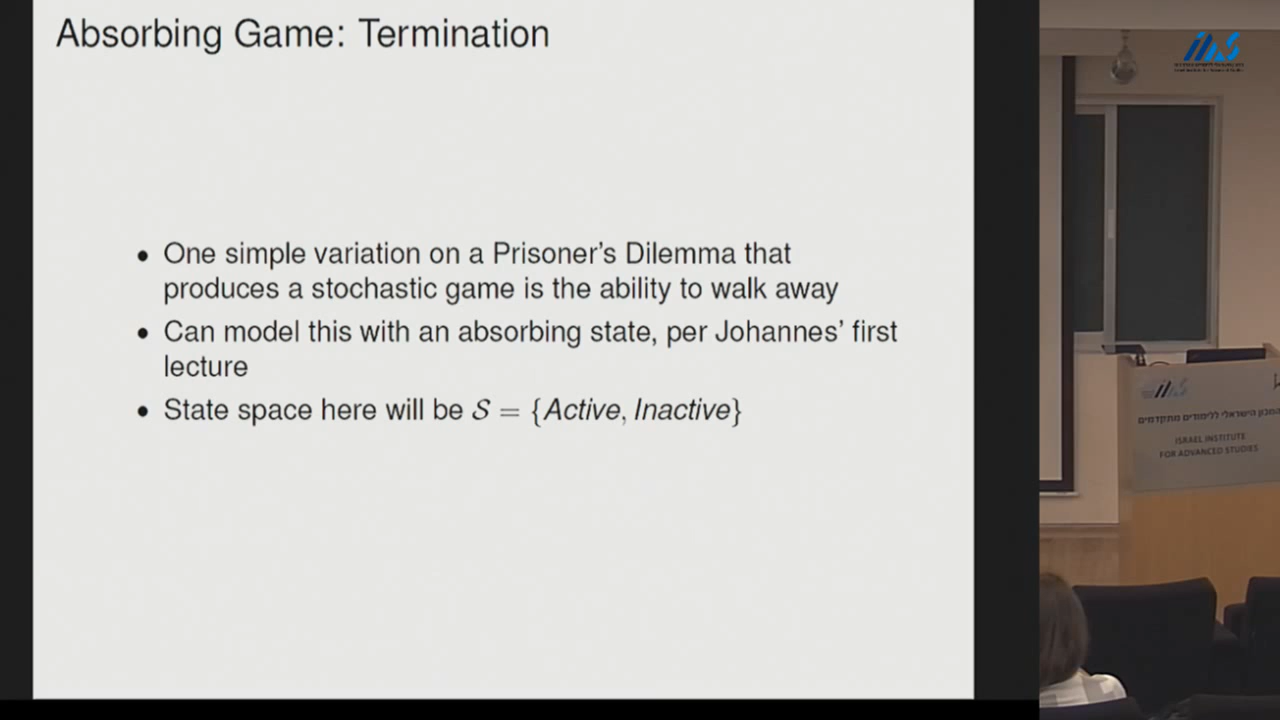 Absorbing Game: Termination
• One simple variation on a Prisoner's Dilemma that
produces a stochastic game is the ability to walk away
• Can model this with an absorbing state, per Johannes' first
lecture
• State space here will be 𝒮 = {Active, Inactive}
המכון הישראלי ללימודים מתקדמים
ISRAEL INSTITUTE
FOR ADVANCED STUDIES